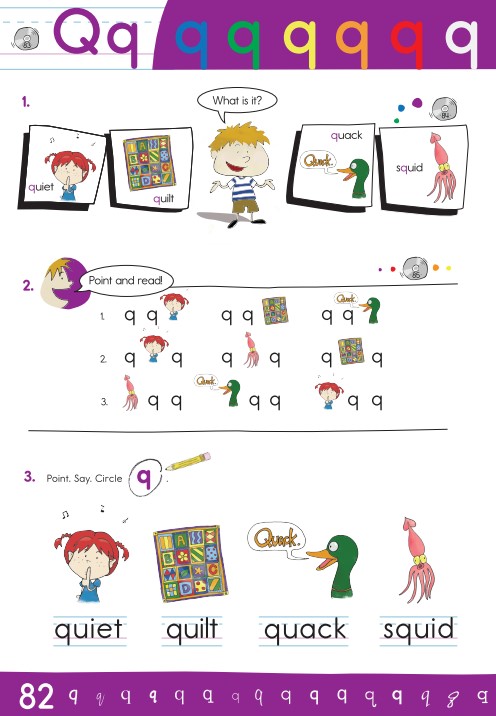 83
Qq q q q q q q
1.
What is it?
84
quiet
quilt
quack
Quack.
squid
2.
Point and read!
85
1. q q q q Quack. q q
2. q q q q q q
3. q q Quack. q q q q
3. Point. Say. Circle q .
Quack.
quiet quilt quack squid
82 q q q q q q q q q q q q q q q q q